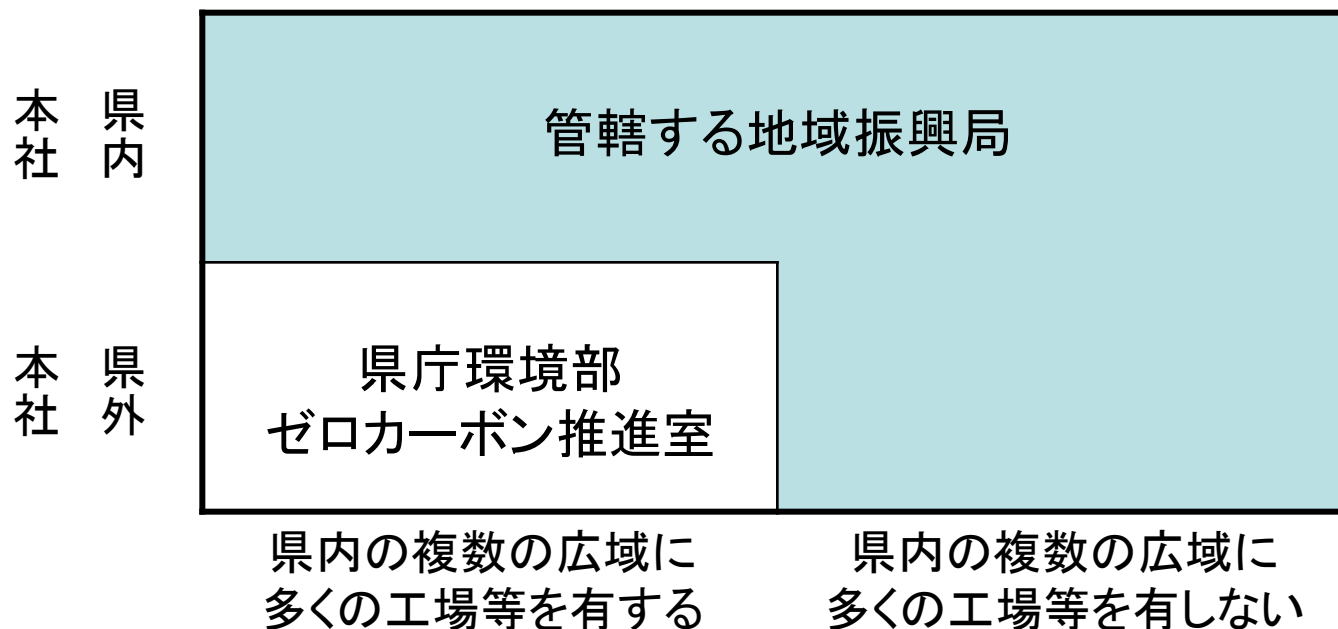 県内
本社
管轄する地域振興局
県外
本社
県庁環境部
ゼロカーボン推進室
県内の複数の広域に
多くの工場等を有する
県内の複数の広域に
多くの工場等を有しない